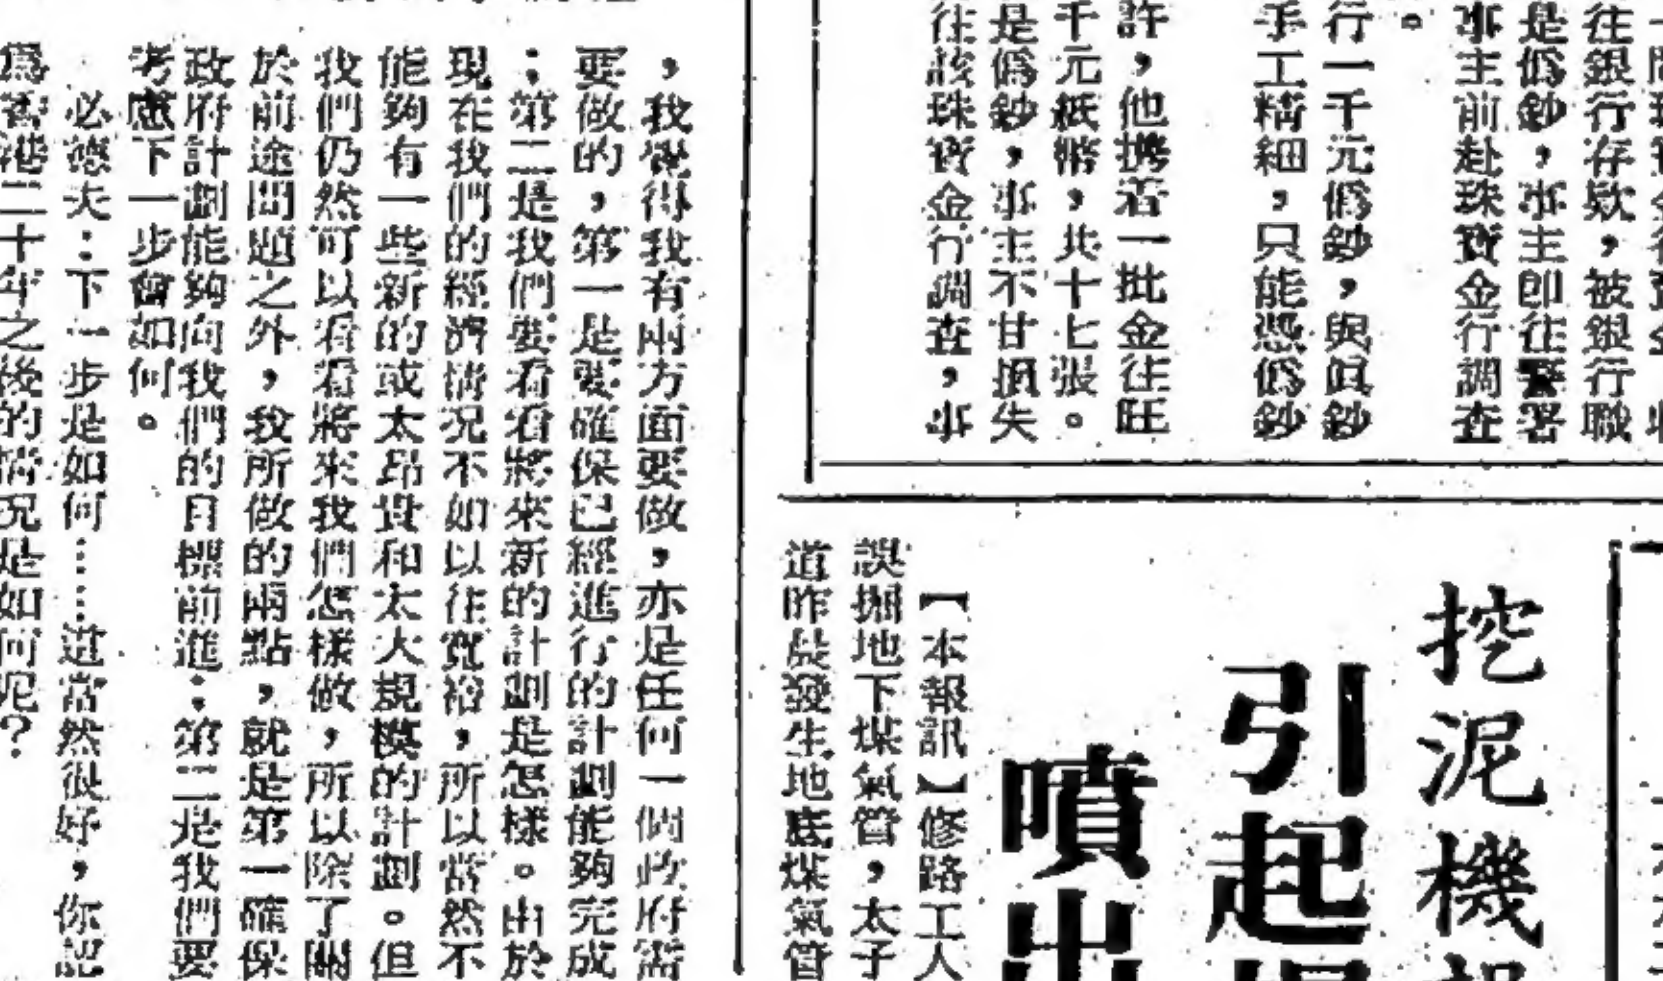 往銀行存欵，被銀行職
是僞鈔，事主即往警署
事主前赴珠寶金行調查
。
行一千元僞鈔，與眞鈔
手工精細，只能憑僞鈔
許，他携着一批金往旺
千元紙幣，共十七張。
是僞鈔，事主不甘損失
往該珠寶金行調查，事
挖泥機
引起
噴出
【本報訊】修路工人
誤掘地下煤氣管，太子
道昨晨發生地底煤氣管
，我覺得我有兩方面要做，亦是任何一個政府需
要做的，第一是要確保已經進行的計劃能夠完成
；第二是我們要看看將來新的計劃是怎樣。由於
現在我們的經濟情況不如以往寬裕，所以當然不
能夠有一些新的或太昂貴和太大規模的計劃。但
我們仍然可以看看將來我們怎樣做，所以除了關
於前途問題之外，我所做的兩點，就是第一確保
政府計劃能夠向我們的目標前進；第二是我們要
考慮下一步會如何。
必德夫：下一步是如何……這當然很好，你認
爲香港二十年之後的情況是如何呢？